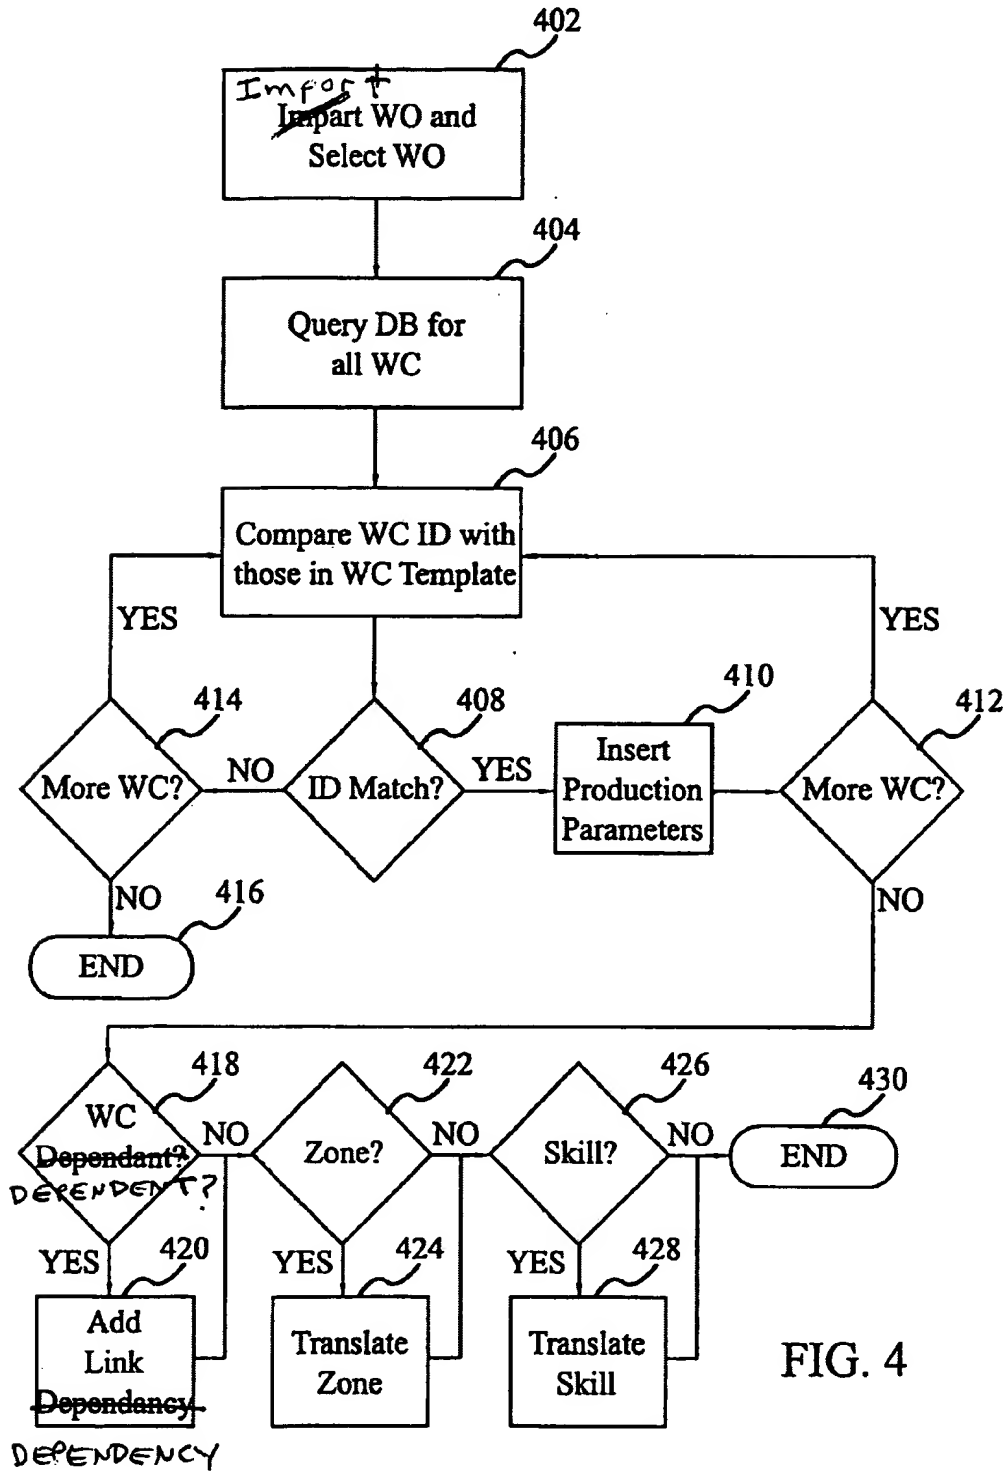 402
Import
Impart WO and
Select WO
404
Query DB for
all WC
406
Compare WC ID with
those in WC Template
YES
YES
414
408
410
412
More WC?
NO
ID Match?
YES
Insert
Production
Parameters
More WC?
NO
416
NO
END
418
422
426
430
WC
Dependant?
DEPENDENT?
NO
Zone?
NO
Skill?
NO
END
YES
420
YES
424
YES
428
Add
Link
Dependancy
DEPENDENCY
Translate
Zone
Translate
Skill
FIG. 4